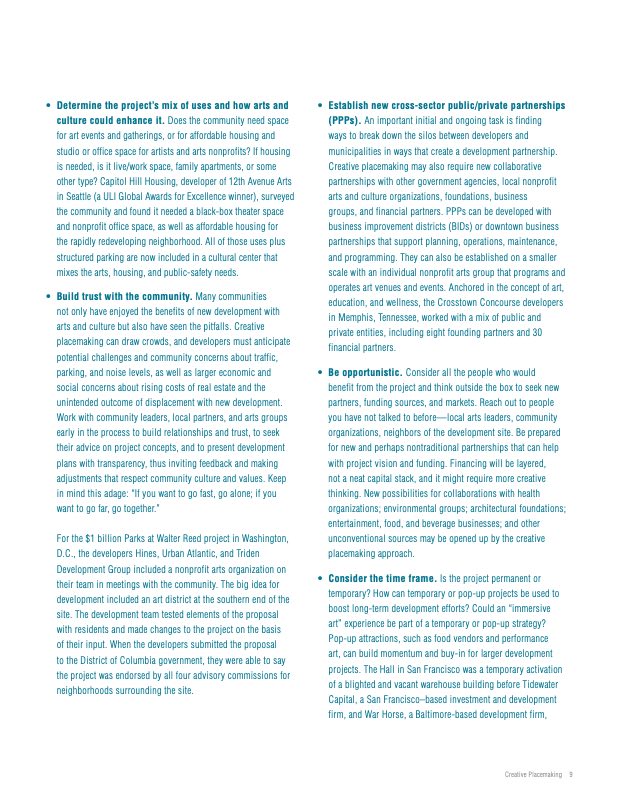 • Determine the project's mix of uses and how arts and
culture could enhance it. Does the community need space
for art events and gatherings, or for affordable housing and
studio or office space for artists and arts nonprofits? If housing
is needed, is it live/work space, family apartments, or some
other type? Capitol Hill Housing, developer of 12th Avenue Arts
in Seattle (a ULI Global Awards for Excellence winner), surveyed
the community and found it needed a black-box theater space
and nonprofit office space, as well as affordable housing for
the rapidly redeveloping neighborhood. All of those uses plus
structured parking are now included in a cultural center that
mixes the arts, housing, and public-safety needs.
• Build trust with the community. Many communities
not only have enjoyed the benefits of new development with
arts and culture but also have seen the pitfalls. Creative
placemaking can draw crowds, and developers must anticipate
potential challenges and community concerns about traffic,
parking, and noise levels, as well as larger economic and
social concerns about rising costs of real estate and the
unintended outcome of displacement with new development.
Work with community leaders, local partners, and arts groups
early in the process to build relationships and trust, to seek
their advice on project concepts, and to present development
plans with transparency, thus inviting feedback and making
adjustments that respect community culture and values. Keep
in mind this adage: "If you want to go fast, go alone; if you
want to go far, go together."
For the $1 billion Parks at Walter Reed project in Washington,
D.C., the developers Hines, Urban Atlantic, and Triden
Development Group included a nonprofit arts organization on
their team in meetings with the community. The big idea for
development included an art district at the southern end of the
site. The development team tested elements of the proposal
with residents and made changes to the project on the basis
of their input. When the developers submitted the proposal
to the District of Columbia government, they were able to say
the project was endorsed by all four advisory commissions for
neighborhoods surrounding the site.
• Establish new cross-sector public/private partnerships
(PPPs). An important initial and ongoing task is finding
ways to break down the silos between developers and
municipalities in ways that create a development partnership.
Creative placemaking may also require new collaborative
partnerships with other government agencies, local nonprofit
arts and culture organizations, foundations, business
groups, and financial partners. PPPs can be developed with
business improvement districts (BIDs) or downtown business
partnerships that support planning, operations, maintenance,
and programming. They can also be established on a smaller
scale with an individual nonprofit arts group that programs and
operates art venues and events. Anchored in the concept of art,
education, and wellness, the Crosstown Concourse developers
in Memphis, Tennessee, worked with a mix of public and
private entities, including eight founding partners and 30
financial partners.
• Be opportunistic. Consider all the people who would
benefit from the project and think outside the box to seek new
partners, funding sources, and markets. Reach out to people
you have not talked to before—local arts leaders, community
organizations, neighbors of the development site. Be prepared
for new and perhaps nontraditional partnerships that can help
with project vision and funding. Financing will be layered,
not a neat capital stack, and it might require more creative
thinking. New possibilities for collaborations with health
organizations; environmental groups; architectural foundations;
entertainment, food, and beverage businesses; and other
unconventional sources may be opened up by the creative
placemaking approach.
• Consider the time frame. Is the project permanent or
temporary? How can temporary or pop-up projects be used to
boost long-term development efforts? Could an "immersive
art" experience be part of a temporary or pop-up strategy?
Pop-up attractions, such as food vendors and performance
art, can build momentum and buy-in for larger development
projects. The Hall in San Francisco was a temporary activation
of a blighted and vacant warehouse building before Tidewater
Capital, a San Francisco–based investment and development
firm, and War Horse, a Baltimore-based development firm,
Creative Placemaking 9